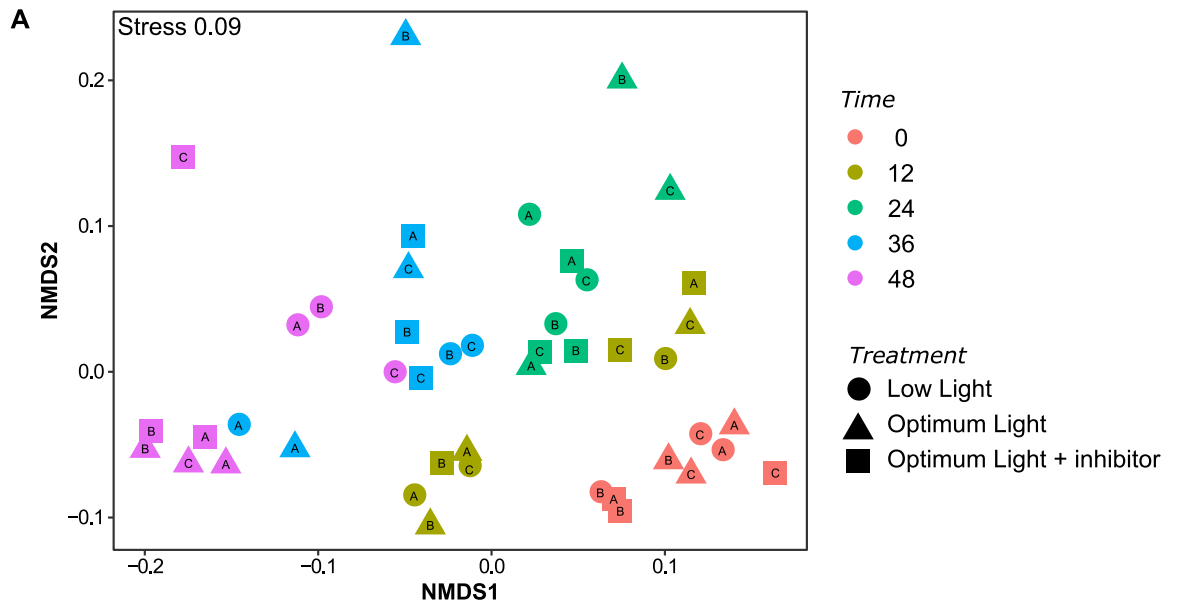 A
Stress 0.09
B
B
C
C
A
A
A
C
C
A
B
C
A
B
B
B
C
C
B
C
B
A
B
C
C
A
A
A
B
B
A
C
A
C
A
B
A
C
B
C
A
B
C
A
B
A
B
C
0.2
0.1
0.0
−0.1
NMDS2
−0.2
−0.1
0.0
0.1
NMDS1
Time
0
12
24
36
48
Treatment
Low Light
Optimum Light
Optimum Light + inhibitor